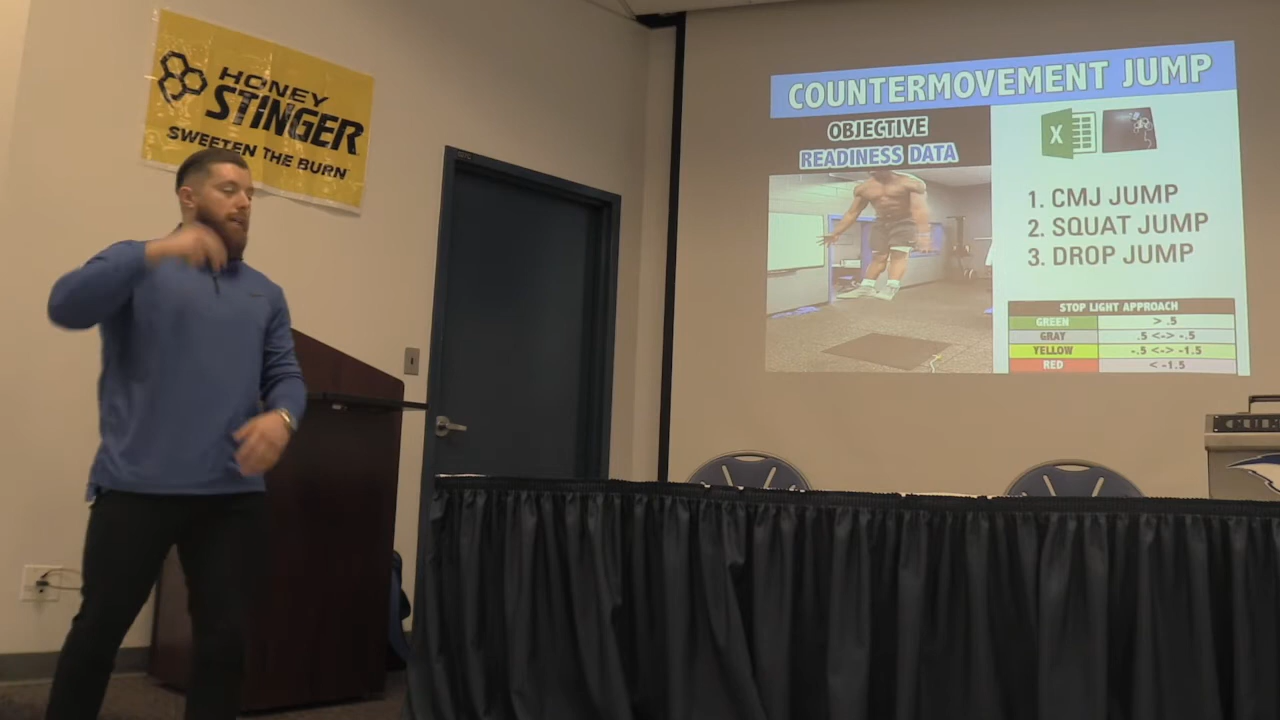 HONEY
STINGER
SWEETEN THE BURN
COUNTERMOVEMENT JUMP
OBJECTIVE
READINESS DATA
X
1. CMJ JUMP
2. SQUAT JUMP
3. DROP JUMP
STOP LIGHT APPROACH
GREEN > .5
GRAY .5 <-> -.5
YELLOW -.5 <-> -1.5
RED < -1.5